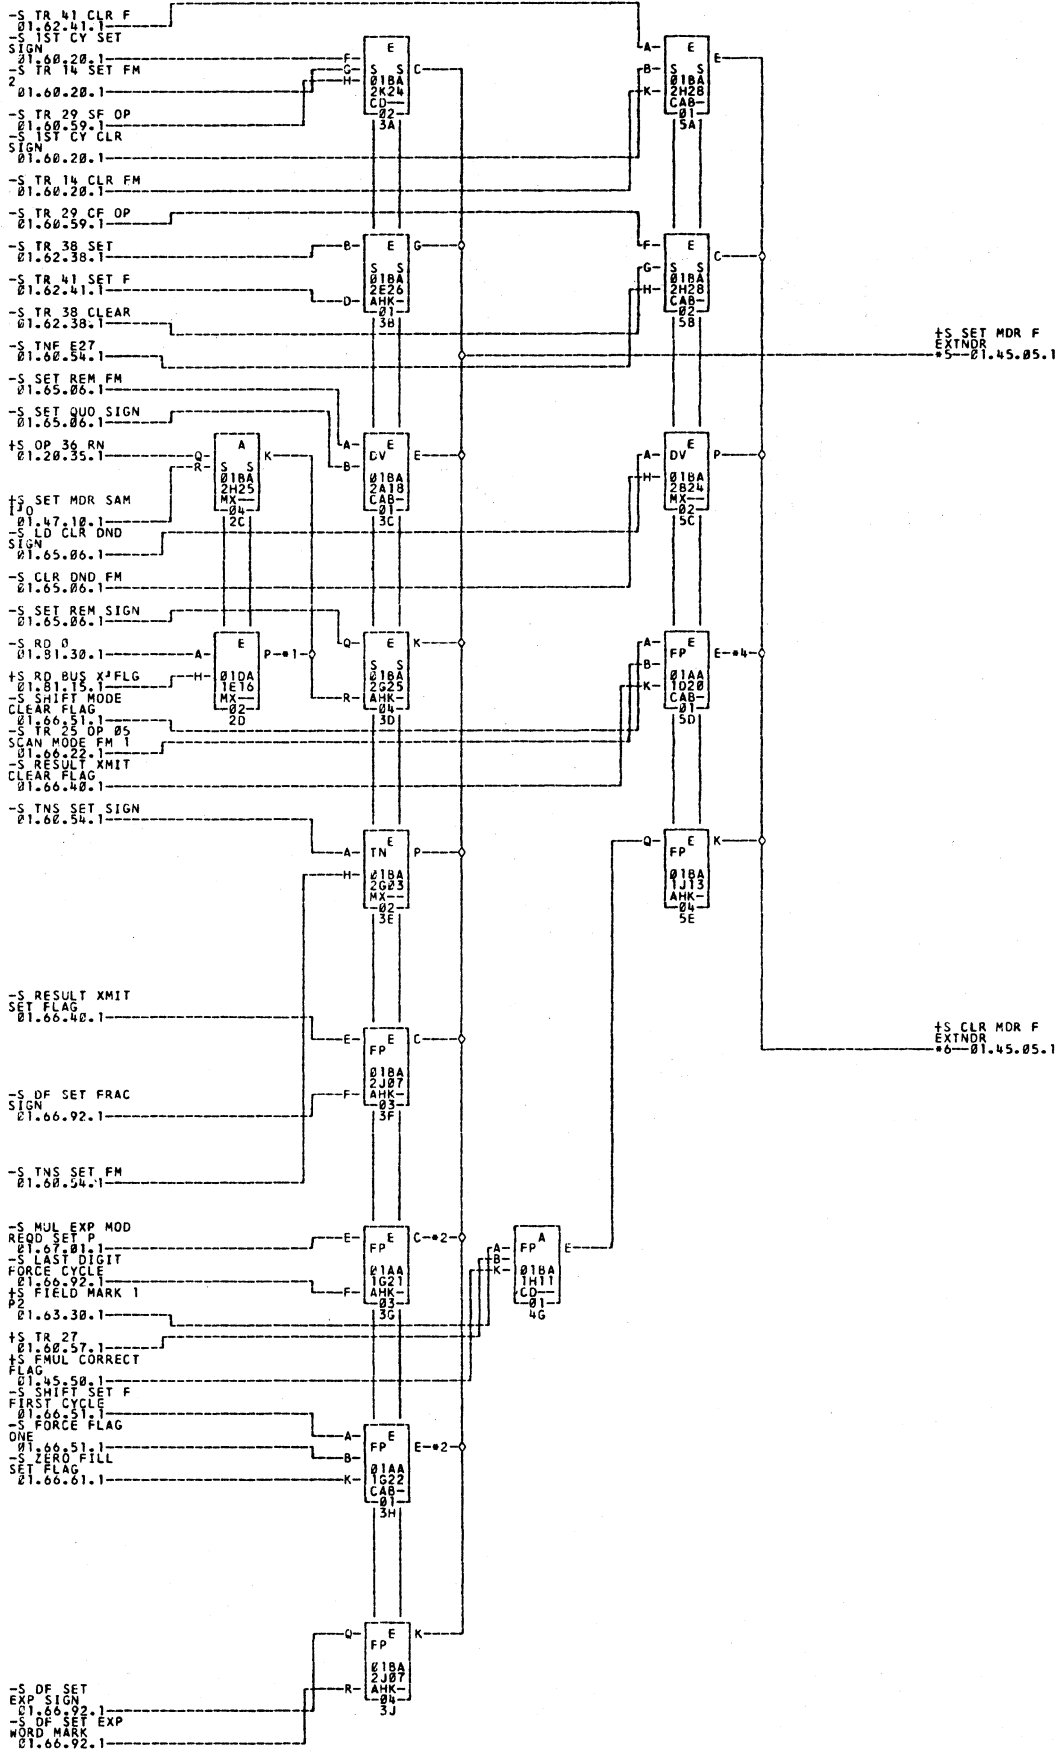 -S TR 41 CLR F
01.62.41.1
-S 1ST CY SET
SIGN
01.60.20.1
-S TR 14 SET FM
2
01.60.20.1
-S TR 29 SF OP
01.60.59.1
-S 1ST CY CLR
SIGN
01.60.20.1
-S TR 14 CLR FM
01.60.20.1
-S TR 29 CF OP
01.60.59.1
-S TR 38 SET
01.62.38.1
-S TR 41 SET F
01.62.41.1
-S TR 38 CLEAR
01.62.38.1
-S TNF E27
01.60.54.1
-S SET REM FM
01.65.06.1
-S SET QUO SIGN
01.65.06.1
+S OP 36 RN
01.20.35.1
+S SET MDR SAM
I*O
01.47.10.1
-S LD CLR DND
SIGN
01.65.06.1
-S CLR DND FM
01.65.06.1
-S SET REM SIGN
01.65.06.1
-S RD 0
01.81.30.1
+S RD BUS X*FLG
01.81.15.1
-S SHIFT MODE
CLEAR FLAG
01.66.51.1
-S TR 25 OP 05
SCAN MODE FM 1
01.66.22.1
-S RESULT XMIT
CLEAR FLAG
01.66.40.1
-S TNS SET SIGN
01.60.54.1
-S RESULT XMIT
SET FLAG
01.66.40.1
-S DF SET FRAC
SIGN
01.66.92.1
-S TNS SET FM
01.60.54.1
-S MUL EXP MOD
REQD SET P
01.67.01.1
-S LAST DIGIT
FORCE CYCLE
01.66.92.1
+S FIELD MARK 1
P2
01.63.30.1
+S TR 27
01.60.57.1
+S FMUL CORRECT
FLAG
01.45.50.1
-S SHIFT SET F
FIRST CYCLE
01.66.51.1
-S FORCE FLAG
ONE
01.66.51.1
-S ZERO FILL
SET FLAG
01.66.61.1
-S DF SET
EXP SIGN
01.66.92.1
-S DF SET EXP
WORD MARK
01.66.92.1
A
Q K
R S S
01BA
2H25
MX--
04
2C
E
A P *1
H 01DA
1E16
MX--
02
2D
F E
G S S C
H 01BA
2K24
CD--
02
3A
B E G
S S
01BA
2E26
D AHK-
01
3B
A E
B DV E
01BA
2A18
CAB-
01
3C
Q E K
S S
01BA
2G25
R AHK-
04
3D
E
A TN P
H 01BA
2G03
MX--
02
3E
E E C
FP
01BA
2J07
F AHK-
03
3F
E E C *2
FP
01AA
1G21
F AHK-
03
3G
A E
B FP E *2
01AA
K 1G22
CAB-
01
3H
Q E K
FP
01BA
2J07
R AHK-
04
3J
A A
B FP E
K 01BA
1H11
CD--
01
4G
A E E
B S S
01BA
K 2H28
CAB-
01
5A
F E C
G S S
01BA
H 2H28
CAB-
02
5B
A E
DV P
H 01BA
2B24
MX--
02
5C
A E
B FP E *4
K 01AA
1D20
CAB-
01
5D
Q E K
FP
01BA
1J13
AHK-
04
5E
+S SET MDR F
EXTNDR
*5--01.45.05.1
+S CLR MDR F
EXTNDR
*6--01.45.05.1